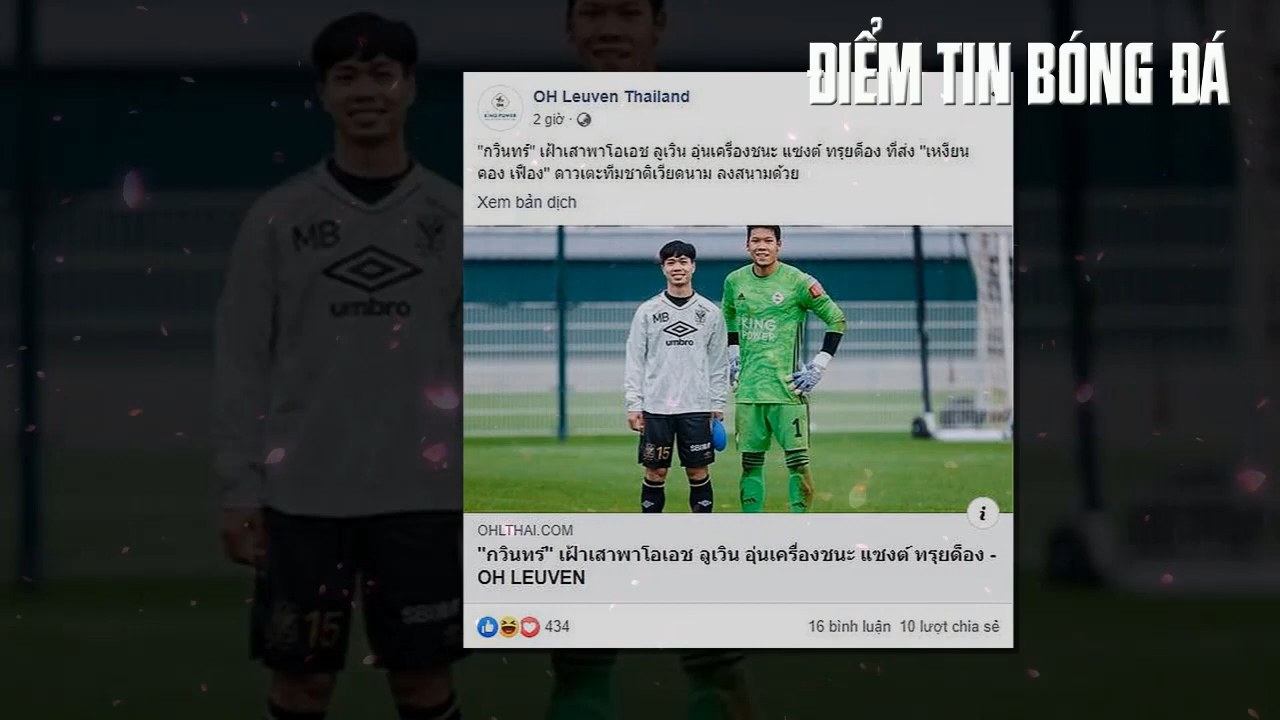 ĐIỂM TIN BÓNG ĐÁ
OH Leuven Thailand
2 giờ ·
KING POWER
"กวินทร์" เฝ้าเสาพาโอเอช ลูเวิน อุ่นเครื่องชนะ แซงต์ ทรุยด็อง ที่ส่ง "เหงียน
คอง เฟือง" ดาวเตะทีมชาติเวียดนาม ลงสนามด้วย
Xem bản dịch
MB
umbro
15
KING
POWER
1
MB
umbro
15
OHLTHAI.COM
"กวินทร์" เฝ้าเสาพาโอเอช ลูเวิน อุ่นเครื่องชนะ แซงต์ ทรุยด็อง -
OH LEUVEN
434
16 bình luận 10 lượt chia sẻ